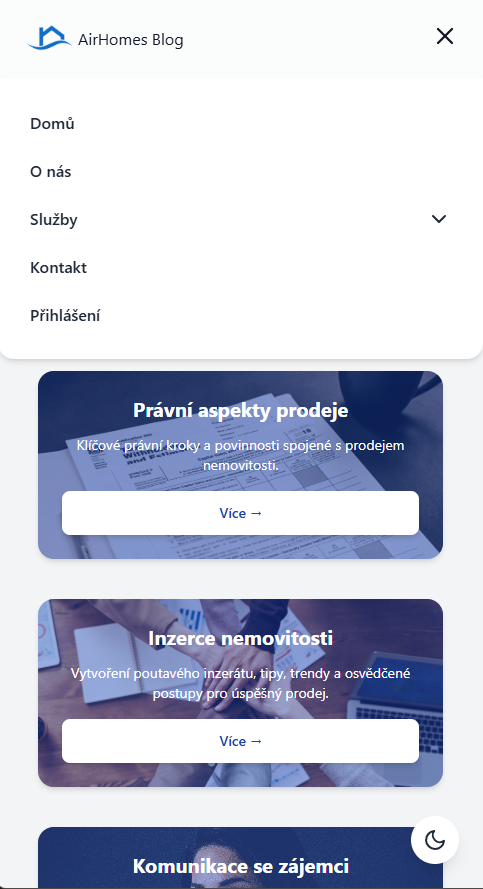 AirHomes Blog
Domů
O nás
Služby
Kontakt
Přihlášení
Právní aspekty prodeje
Klíčové právní kroky a povinnosti spojené s prodejem
nemovitosti.
Více →
Inzerce nemovitosti
Vytvoření poutavého inzerátu, tipy, trendy a osvědčené
postupy pro úspěšný prodej.
Více →
Komunikace se zájemci